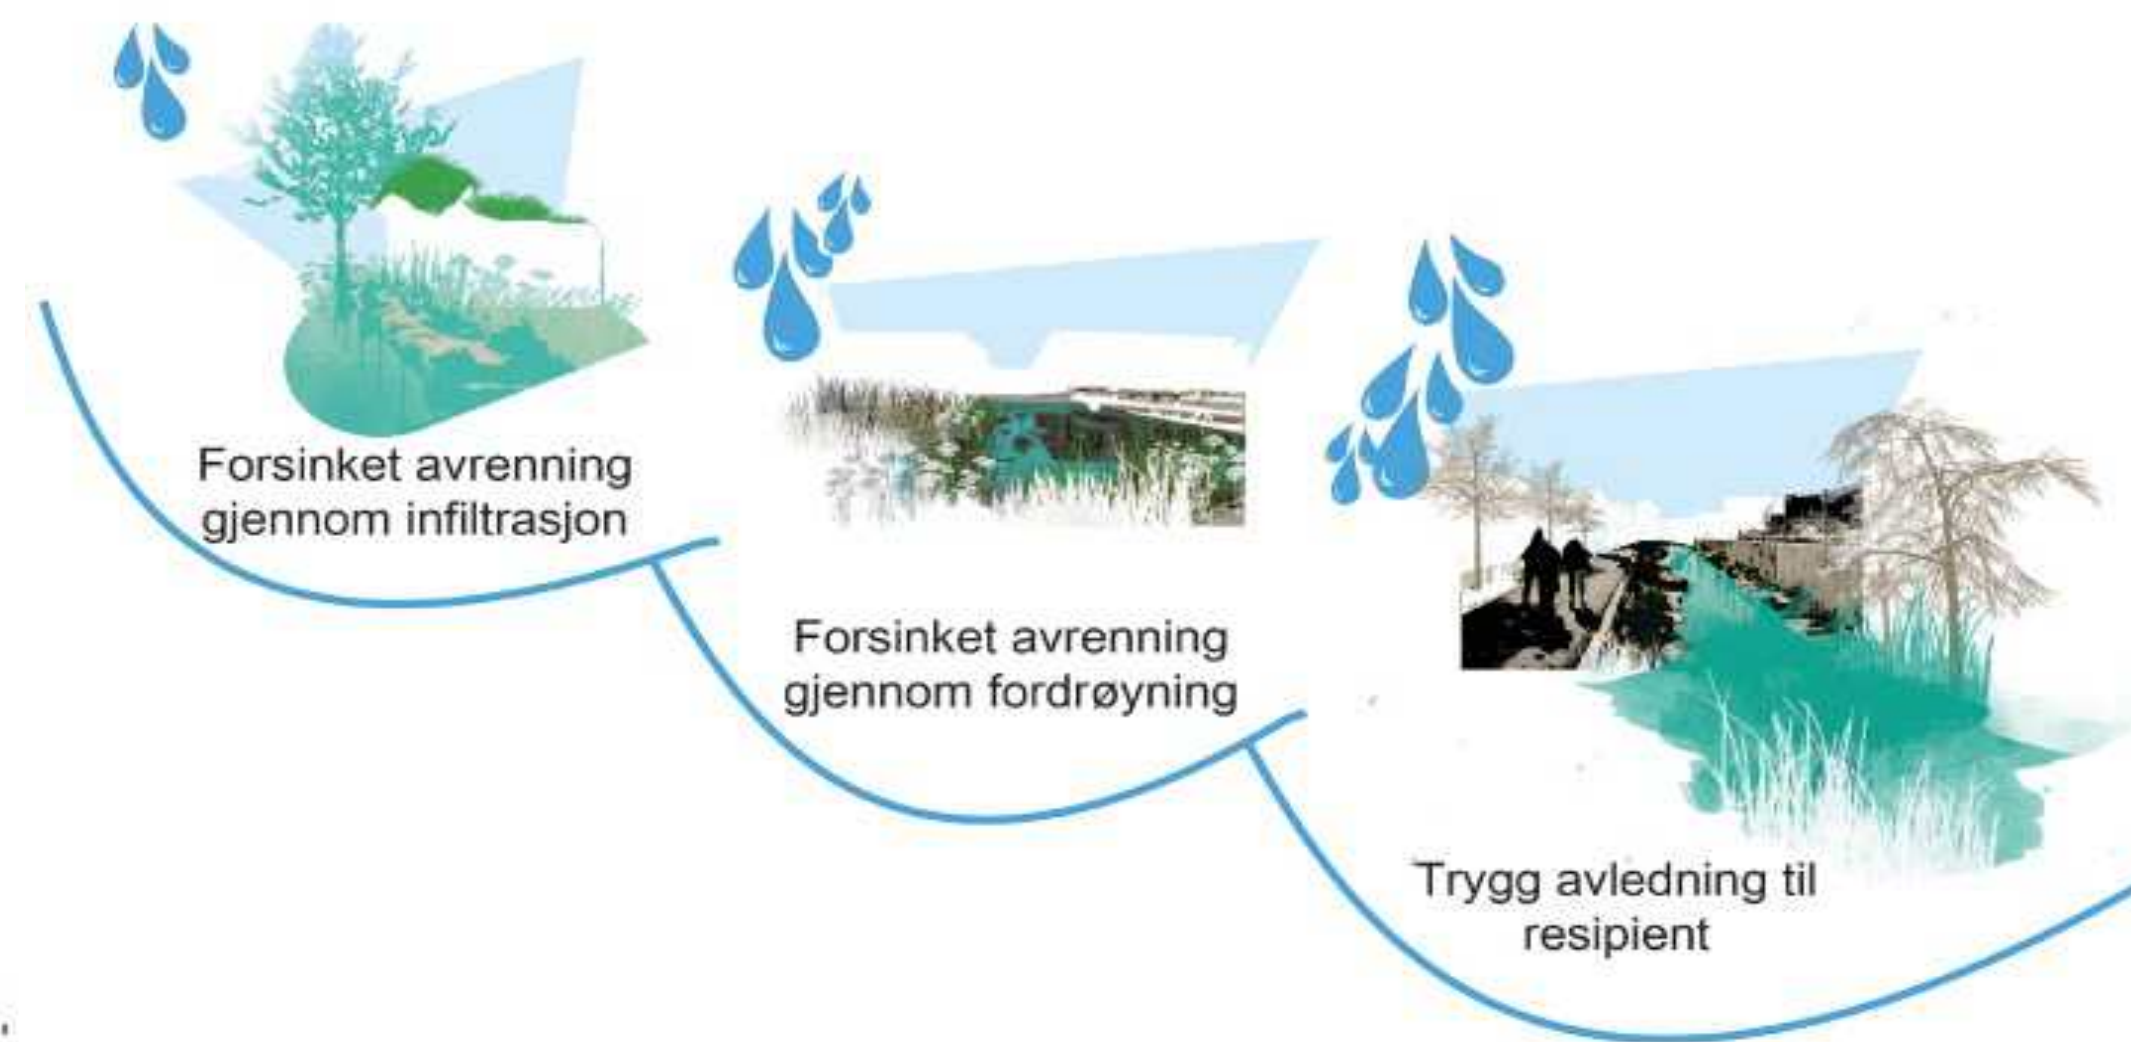 Forsinket avrenning
gjennom infiltrasjon
Forsinket avrenning
gjennom fordrøyning
Trygg avledning til
resipient